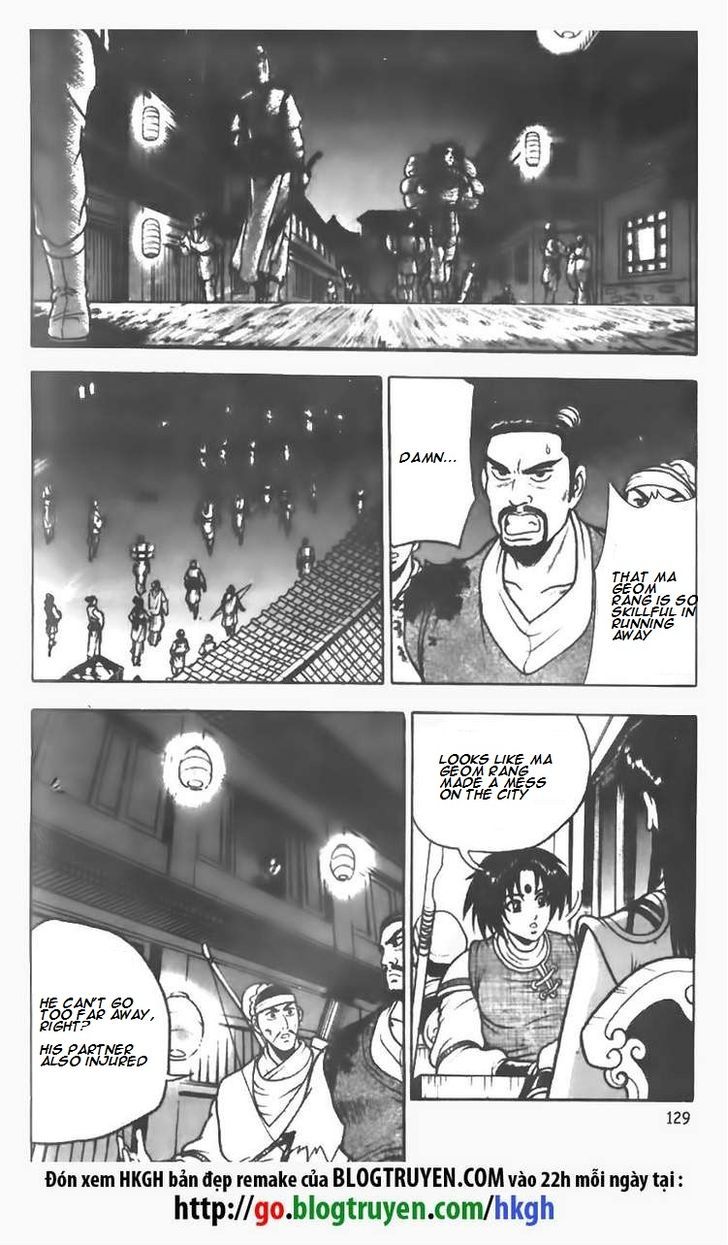 DAMN...
THAT MA
GEOM
RANG IS SO
SKILLFUL IN
RUNNING
AWAY
LOOKS LIKE MA
GEOM RANG
MADE A MESS
ON THE CITY
HE CAN'T GO
TOO FAR AWAY,
RIGHT?
HIS PARTNER
ALSO INJURED
129
Đón xem HKGH bản đẹp remake của BLOGTRUYEN.COM vào 22h mỗi ngày tại :
http://go.blogtruyen.com/hkgh